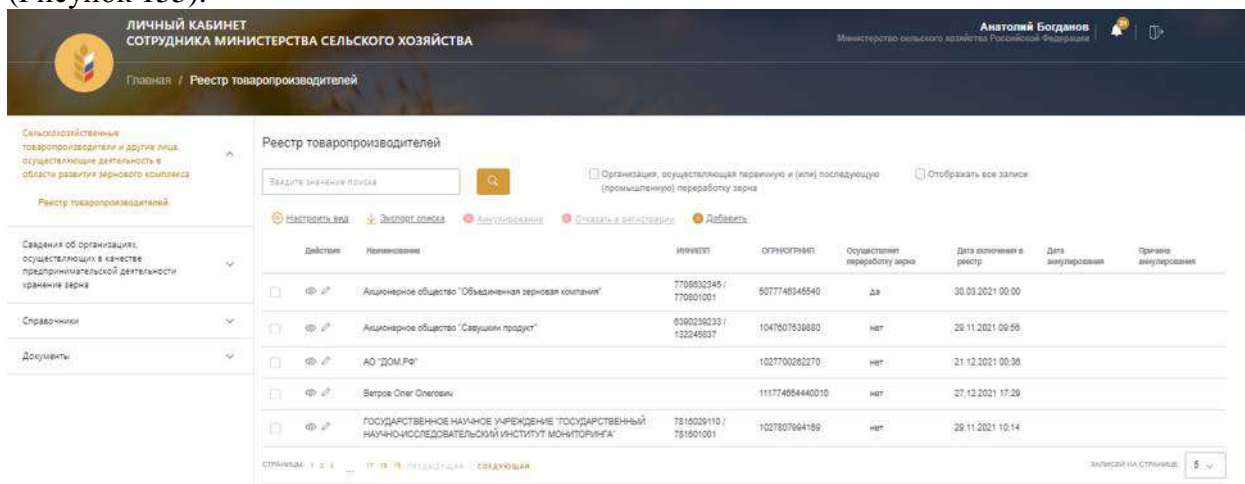 (Рисунок 153).
ЛИЧНЫЙ КАБИНЕТ
СОТРУДНИКА МИНИСТЕРСТВА СЕЛЬСКОГО ХОЗЯЙСТВА
Анатолий Богданов
Министерство сельского хозяйства Российской Федерации
Главная / Реестр товаропроизводителей
Сельскохозяйственные
товаропроизводители и другие лица,
осуществляющие деятельность в
области развития зернового комплекса
Реестр товаропроизводителей
Сведения об организациях,
осуществляющих в качестве
предпринимательской деятельности
хранение зерна
Справочники
Документы
Реестр товаропроизводителей
Введите значение поиска
Организация, осуществляющая первичную и (или) последующую
(промышленную) переработку зерна
Отображать все записи
Настроить вид Экспорт списка Аннулирование Отказать в регистрации Добавить
Действия Наименование ИНН/КПП ОГРН/ОГРНИП Осуществляет переработку зерна Дата включения в реестр Дата аннулирования Причина аннулирования
Акционерное общество "Объединенная зерновая компания" 7708632345 / 770801001 5077746345540 да 30.03.2021 00:00
Акционерное общество "Савушкин продукт" 6390239233 / 132245837 1047607539880 нет 29.11.2021 09:56
АО "ДОМ.РФ" 1027700262270 нет 21.12.2021 00:36
Ветров Олег Олегович 111774664440010 нет 27.12.2021 17:29
ГОСУДАРСТВЕННОЕ НАУЧНОЕ УЧРЕЖДЕНИЕ "ГОСУДАРСТВЕННЫЙ НАУЧНО-ИССЛЕДОВАТЕЛЬСКИЙ ИНСТИТУТ МОНИТОРИНГА" 7816029110 / 781601001 1027807994169 нет 29.11.2021 10:14
СТРАНИЦЫ: 1 2 3 ... 17 18 19 ПРЕДЫДУЩАЯ СЛЕДУЮЩАЯ
ЗАПИСЕЙ НА СТРАНИЦЕ: 5